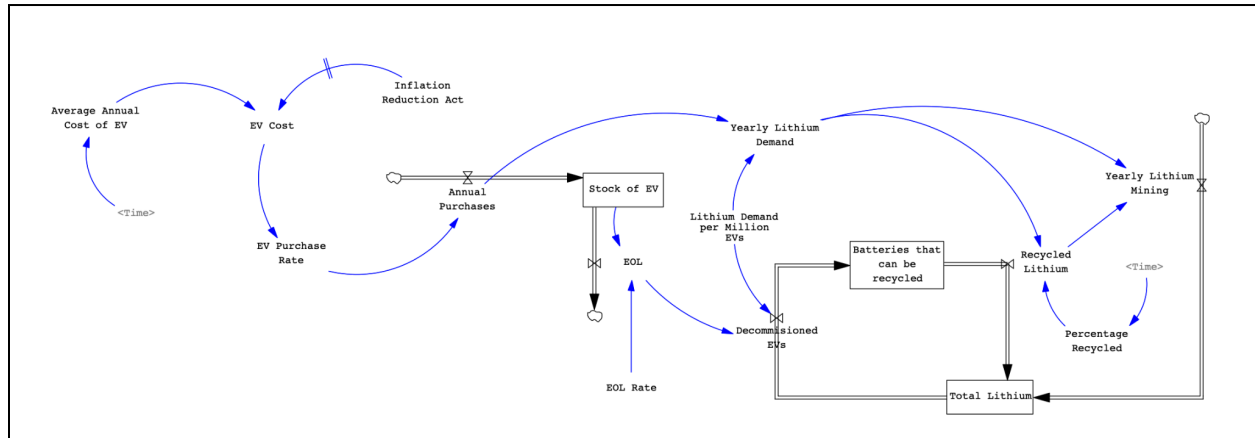 Average Annual
Cost of EV
<Time>
EV Cost
Inflation
Reduction Act
EV Purchase
Rate
Annual
Purchases
Stock of EV
EOL
EOL Rate
Yearly Lithium
Demand
Lithium Demand
per Million
EVs
Decommisioned
EVs
Batteries that
can be
recycled
Total Lithium
Recycled
Lithium
Yearly Lithium
Mining
<Time>
Percentage
Recycled